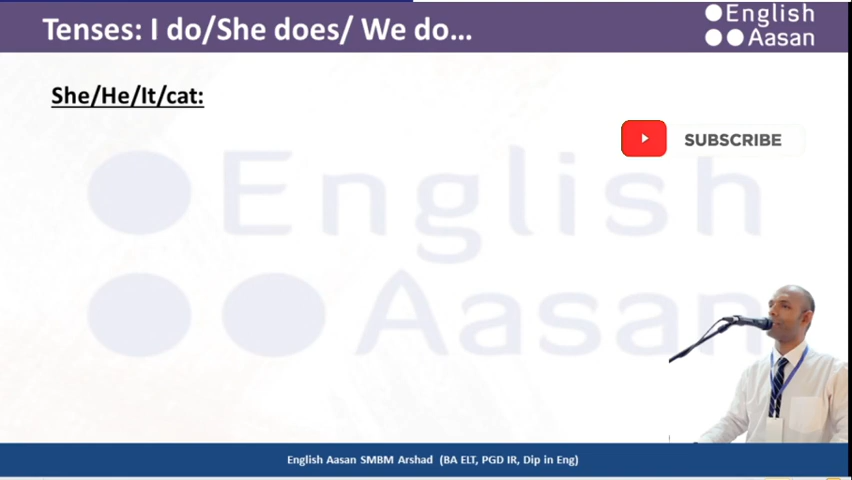 Tenses: I do/She does/ We do...
English
Aasan
She/He/It/cat:
SUBSCRIBE
English
Aasan
English Aasan SMBM Arshad (BA ELT, PGD IR, Dip in Eng)